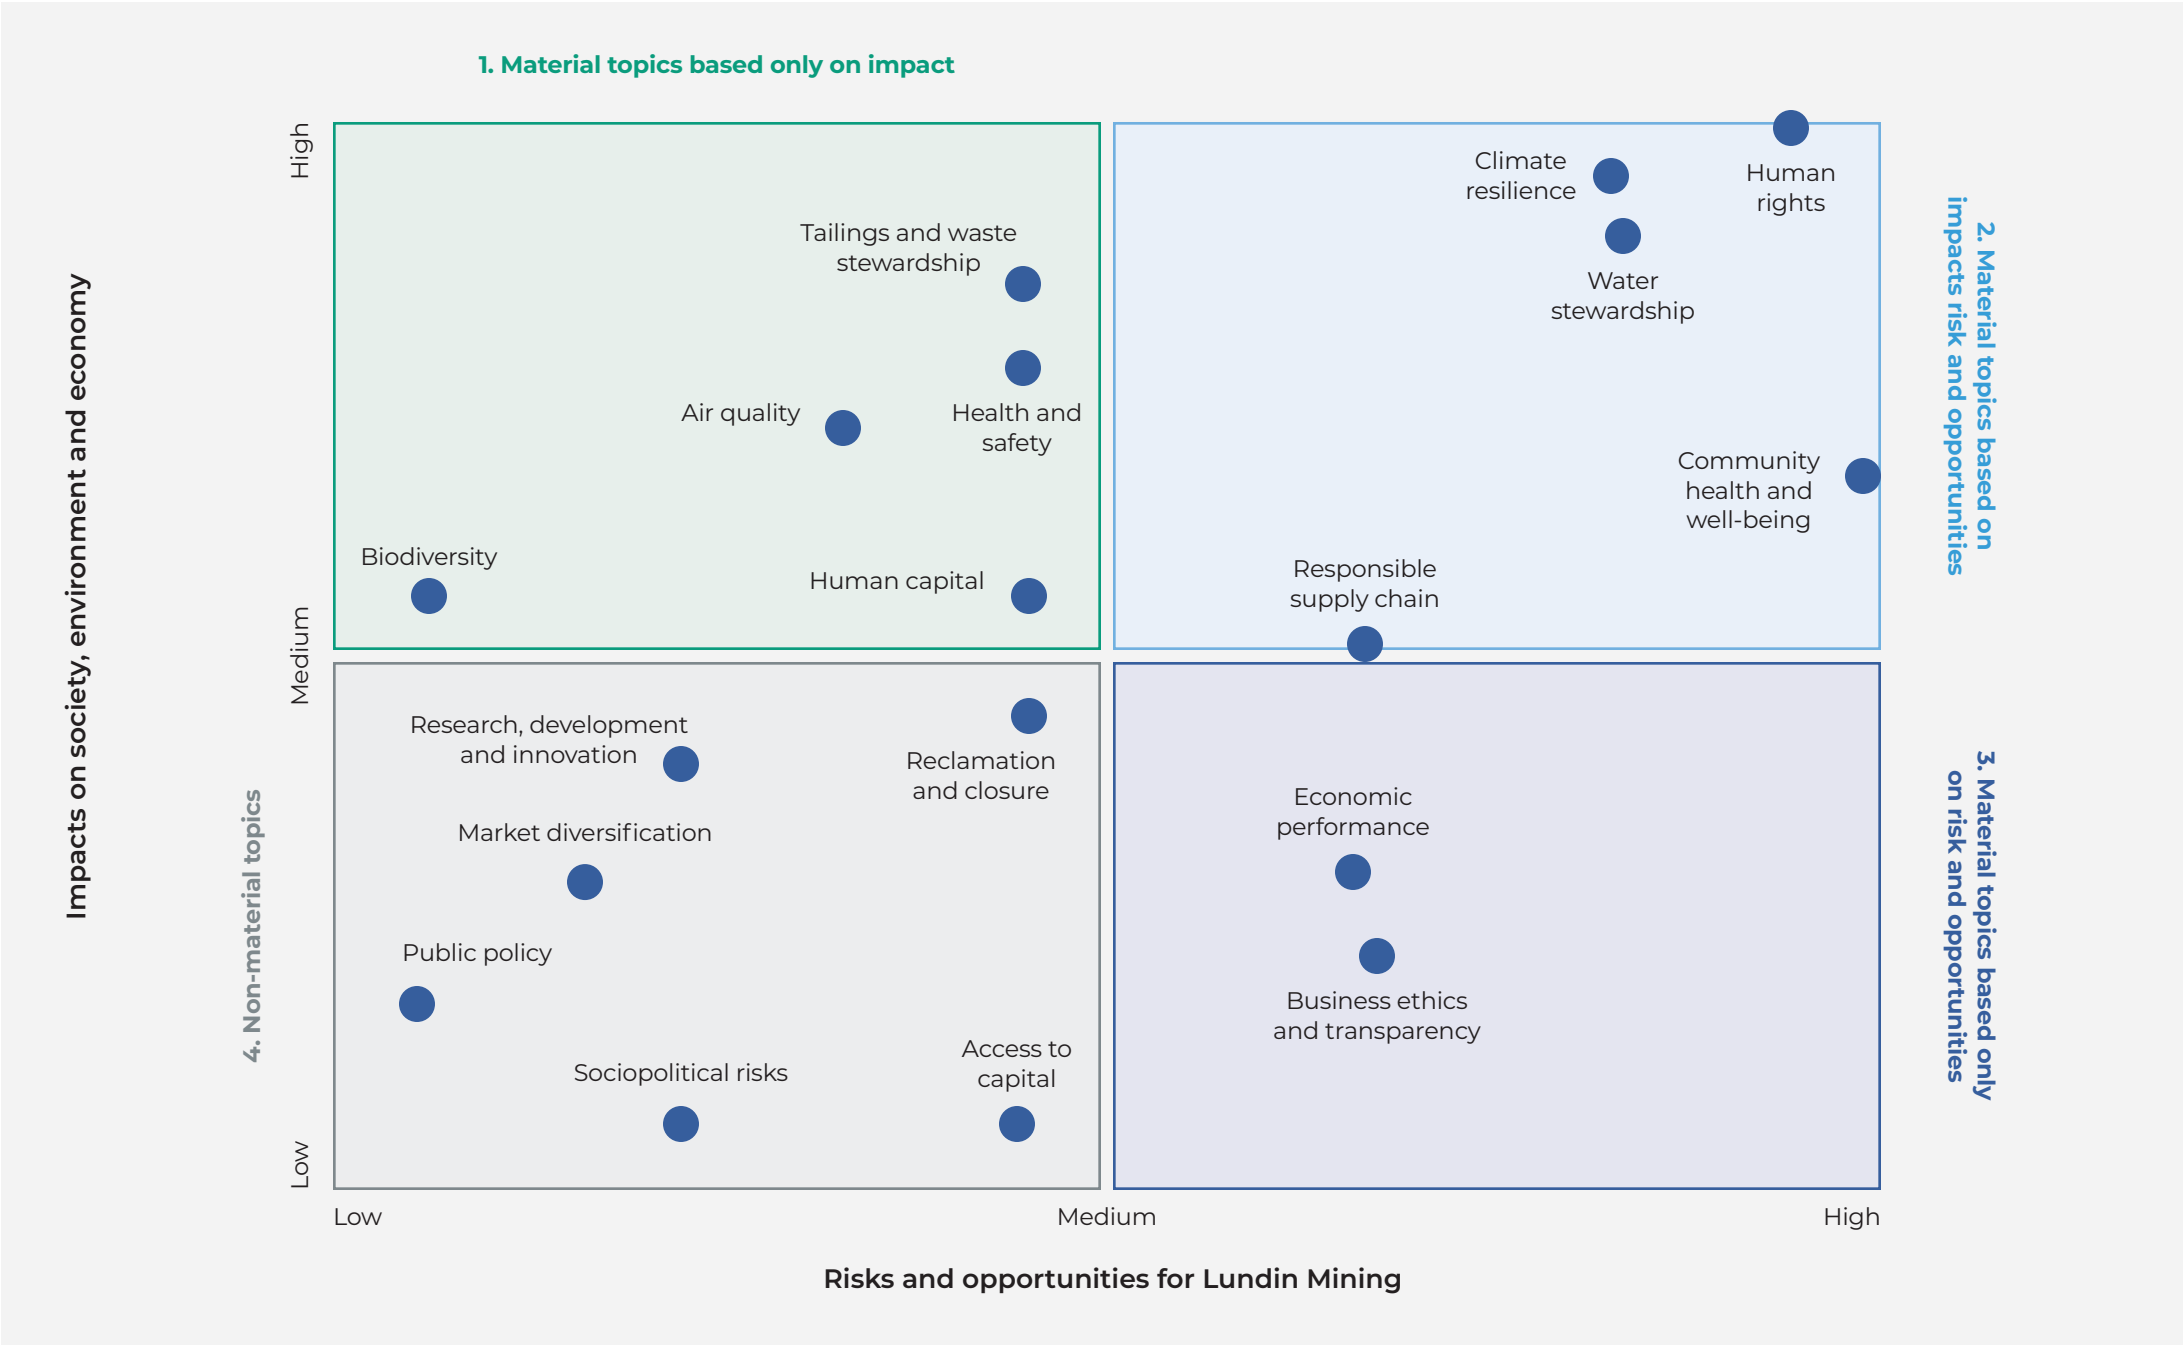 1. Material topics based only on impact
High
Climate
resilience
Human
rights
Tailings and waste
stewardship
Water
stewardship
Air quality
Health and
safety
Community
health and
well-being
Biodiversity
Human capital
Responsible
supply chain
2. Material topics based on
impacts risk and opportunities
Impacts on society, environment and economy
Medium
Research, development
and innovation
Reclamation
and closure
Market diversification
Economic
performance
Public policy
Business ethics
and transparency
Sociopolitical risks
Access to
capital
4. Non-material topics
3. Material topics based only
on risk and opportunities
Low
Low
Medium
High
Risks and opportunities for Lundin Mining